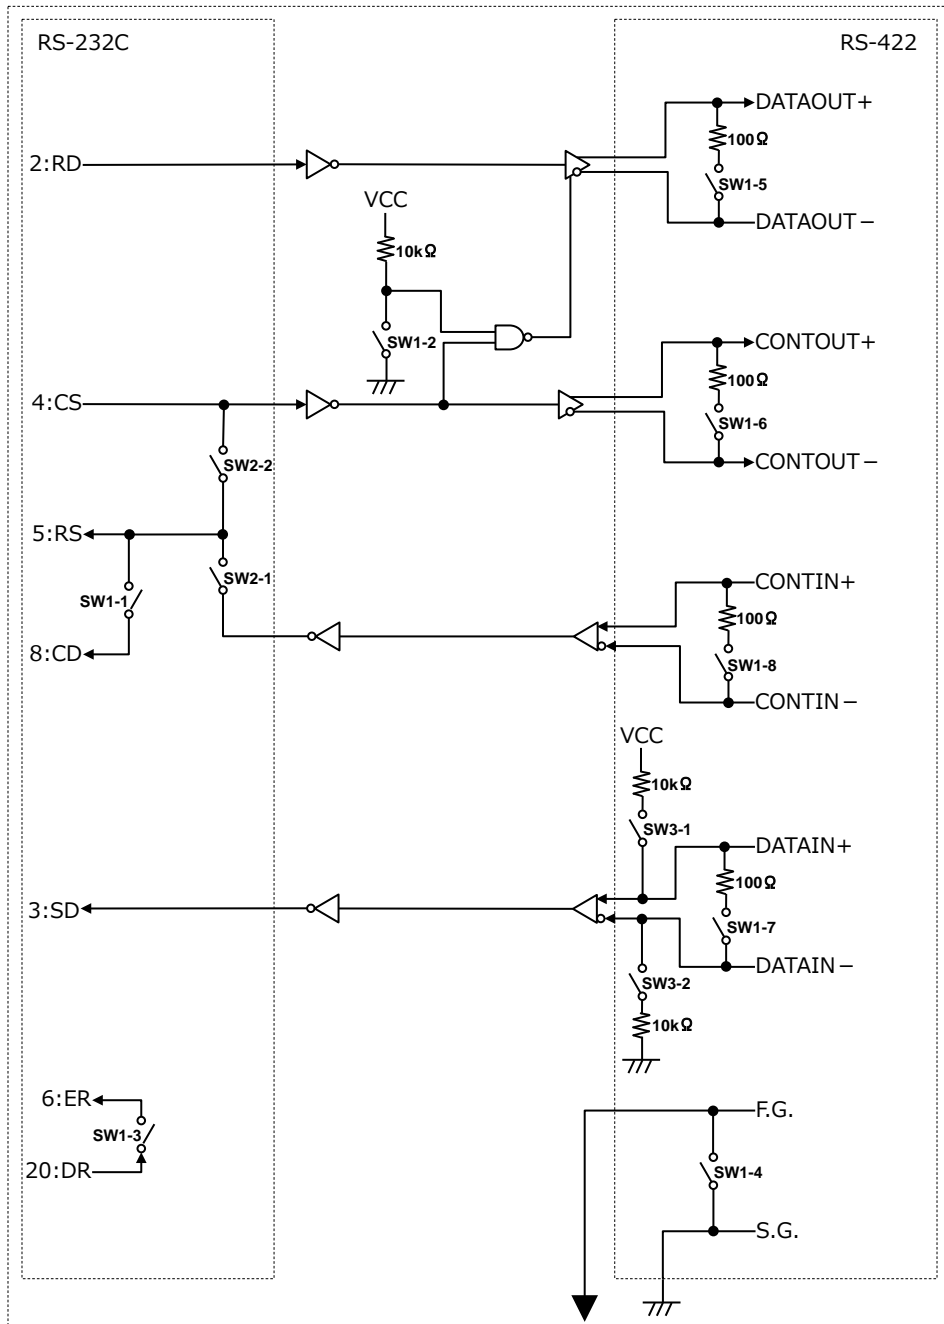 RS-232C
RS-422
DATAOUT+
100Ω
2:RD
SW1-5
VCC
DATAOUT−
10kΩ
SW1-2
CONTOUT+
100Ω
4:CS
SW1-6
SW2-2
CONTOUT−
5:RS
SW2-1
CONTIN+
SW1-1
100Ω
8:CD
SW1-8
CONTIN−
VCC
10kΩ
SW3-1
DATAIN+
100Ω
3:SD
SW1-7
DATAIN−
SW3-2
10kΩ
6:ER
F.G.
SW1-3
20:DR
SW1-4
S.G.